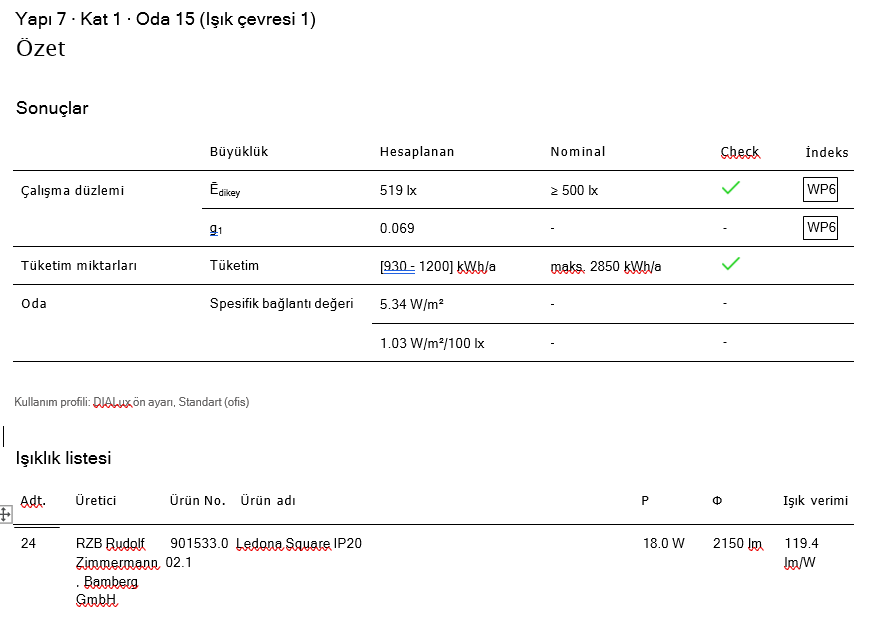 Yapı 7 · Kat 1 · Oda 15 (Işık çevresi 1)
Özet
Sonuçlar
Büyüklük Hesaplanan Nominal Check İndeks
Çalışma düzlemi Ēdikey 519 lx ≥ 500 lx ✓ WP6
g1 0.069 - - WP6
Tüketim miktarları Tüketim [930 - 1200] kWh/a maks. 2850 kWh/a ✓
Oda Spesifik bağlantı değeri 5.34 W/m² - -
1.03 W/m²/100 lx - -
Kullanım profili: DIALux ön ayarı, Standart (ofis)
Işıklık listesi
Adt. Üretici Ürün No. Ürün adı P Φ Işık verimi
24 RZB Rudolf 901533.0 Ledona Square IP20 18.0 W 2150 lm 119.4
Zimmermann 02.1 lm/W
, Bamberg
GmbH